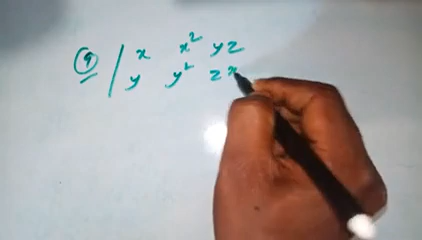 9 | x x² yz
y y² zx